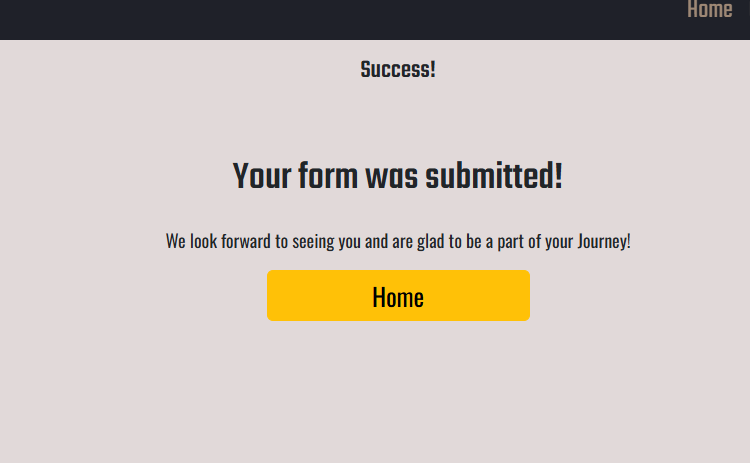 Home
Success!
Your form was submitted!
We look forward to seeing you and are glad to be a part of your Journey!
Home